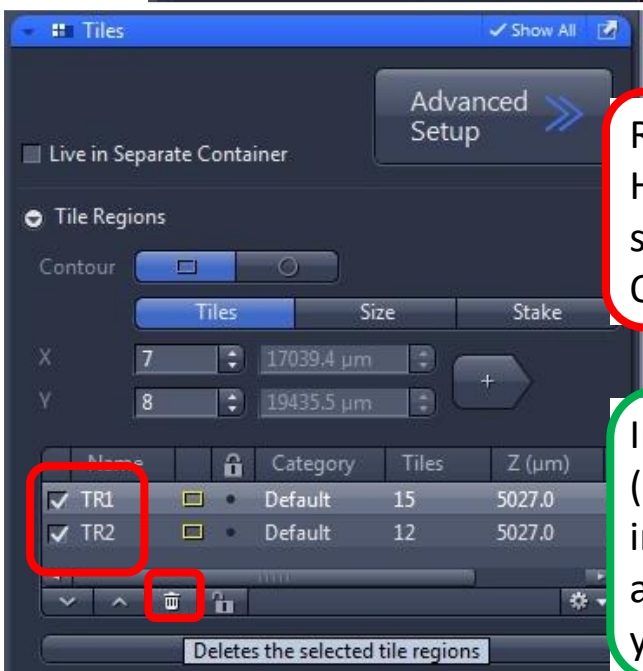 Tiles
Show All
Advanced
Setup
Live in Separate Container
Tile Regions
Contour
Tiles Size Stake
X 7 17039.4 µm
Y 8 19435.5 µm
+
Name Category Tiles Z (µm)
TR1 Default 15 5027.0
TR2 Default 12 5027.0
Deletes the selected tile regions